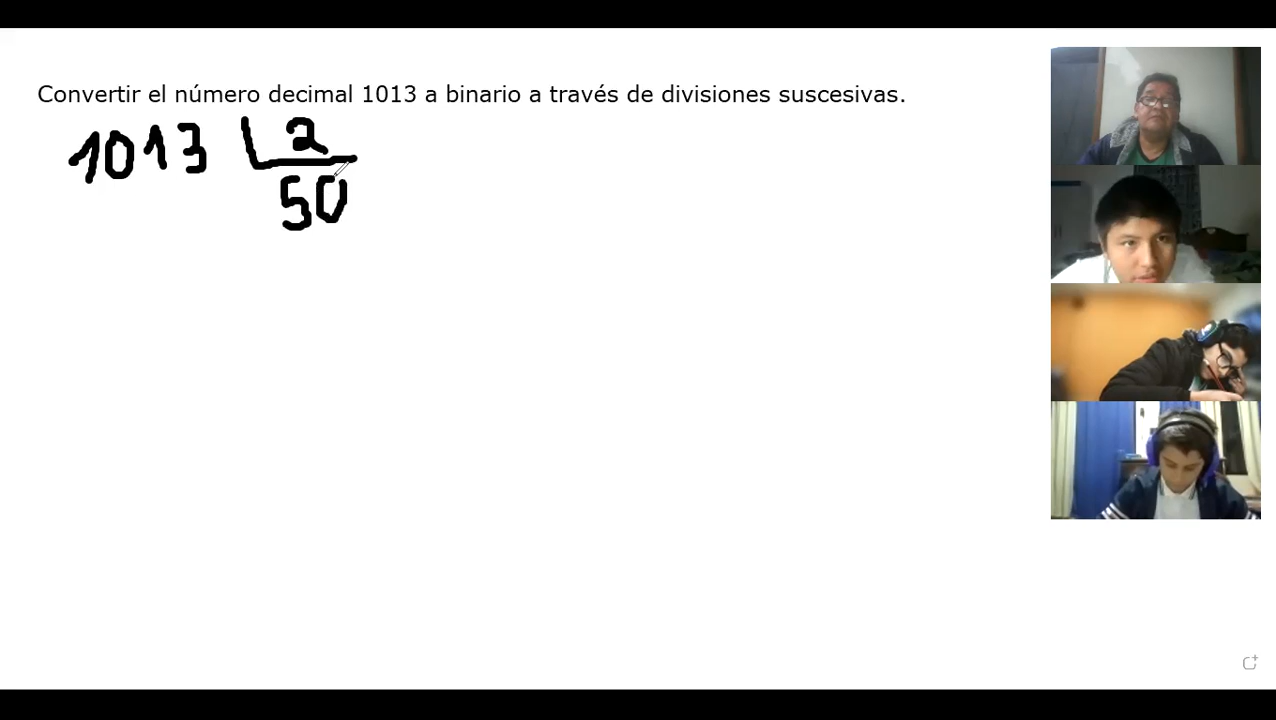 Convertir el número decimal 1013 a binario a través de divisiones suscesivas.
1013 2
50